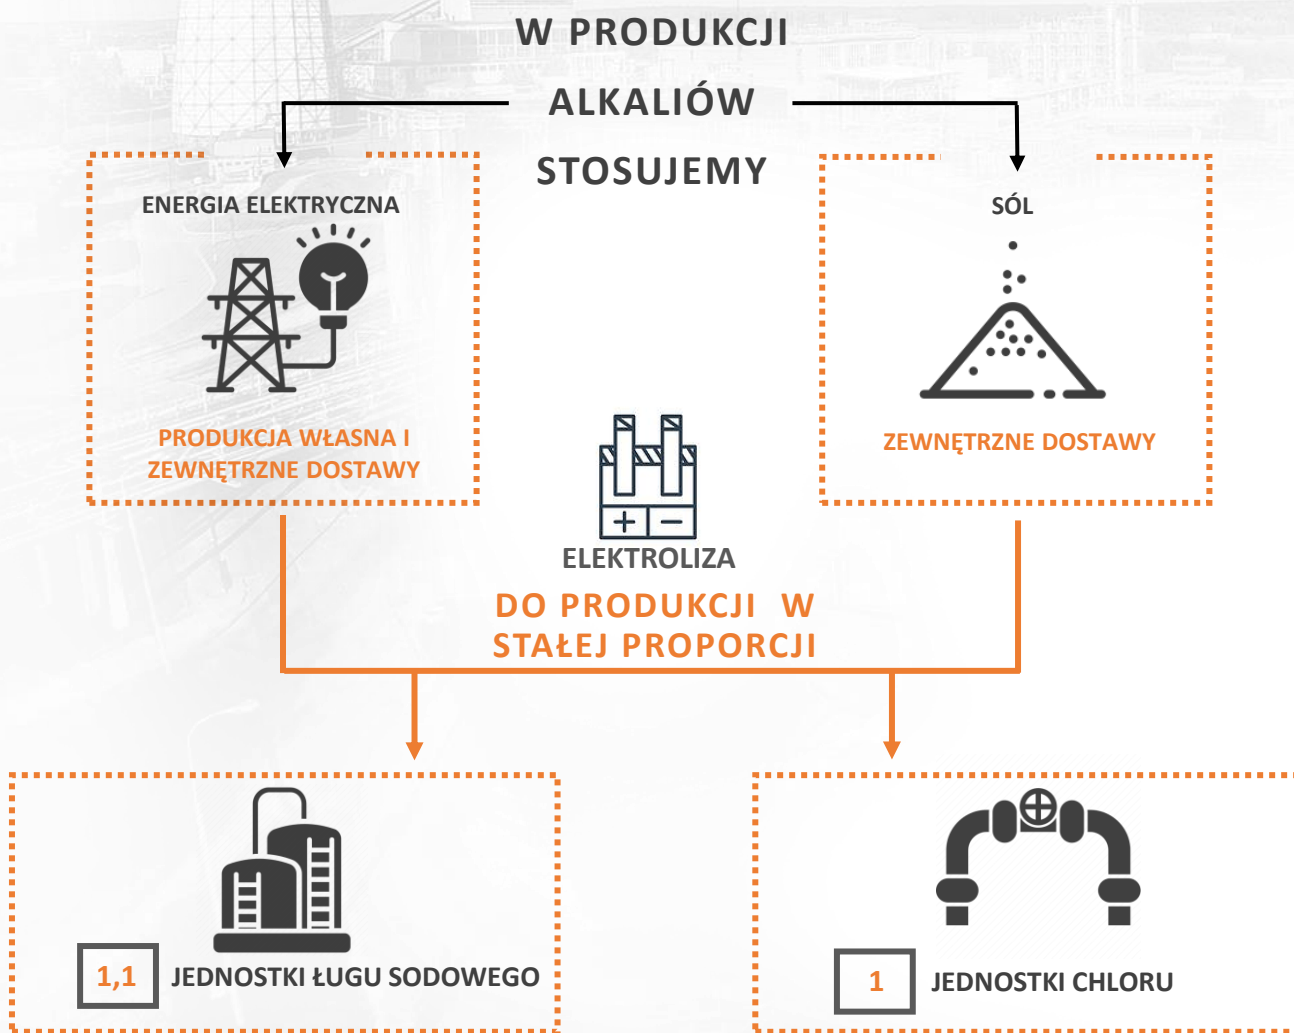 W PRODUKCJI
ALKALIÓW
STOSUJEMY
ENERGIA ELEKTRYCZNA
PRODUKCJA WŁASNA I
ZEWNĘTRZNE DOSTAWY
SÓL
ZEWNĘTRZNE DOSTAWY
ELEKTROLIZA
DO PRODUKCJI W
STAŁEJ PROPORCJI
1,1 JEDNOSTKI ŁUGU SODOWEGO
1 JEDNOSTKI CHLORU